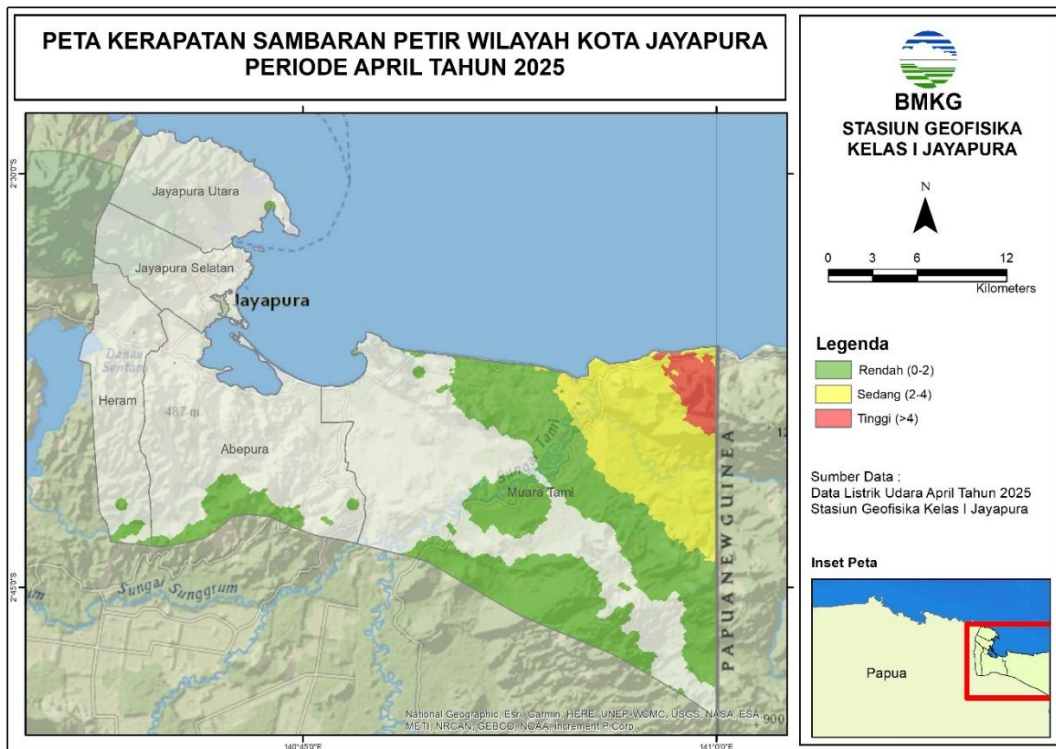 PETA KERAPATAN SAMBARAN PETIR WILAYAH KOTA JAYAPURA
PERIODE APRIL TAHUN 2025
BMKG
STASIUN GEOFISIKA
KELAS I JAYAPURA
N
0 3 6 12
Kilometers
Legenda
Rendah (0-2)
Sedang (2-4)
Tinggi (>4)
Sumber Data :
Data Listrik Udara April Tahun 2025
Stasiun Geofisika Kelas I Jayapura
Inset Peta
Papua
2°30'0"S
2°45'0"S
140°45'0"E
141°0'0"E
Jayapura Utara
Jayapura Selatan
Jayapura
Danau
Sentani
Heram
487 m
Abepura
Sungai Tami
Muara Tami
Sungai Sunggrum
um
PAPUANEWGUINEA
12
900
National Geographic, Esri, Garmin, HERE, UNEP-WCMC, USGS, NASA, ESA,
METI, NRCAN, GEBCO, NOAA, increment P Corp.